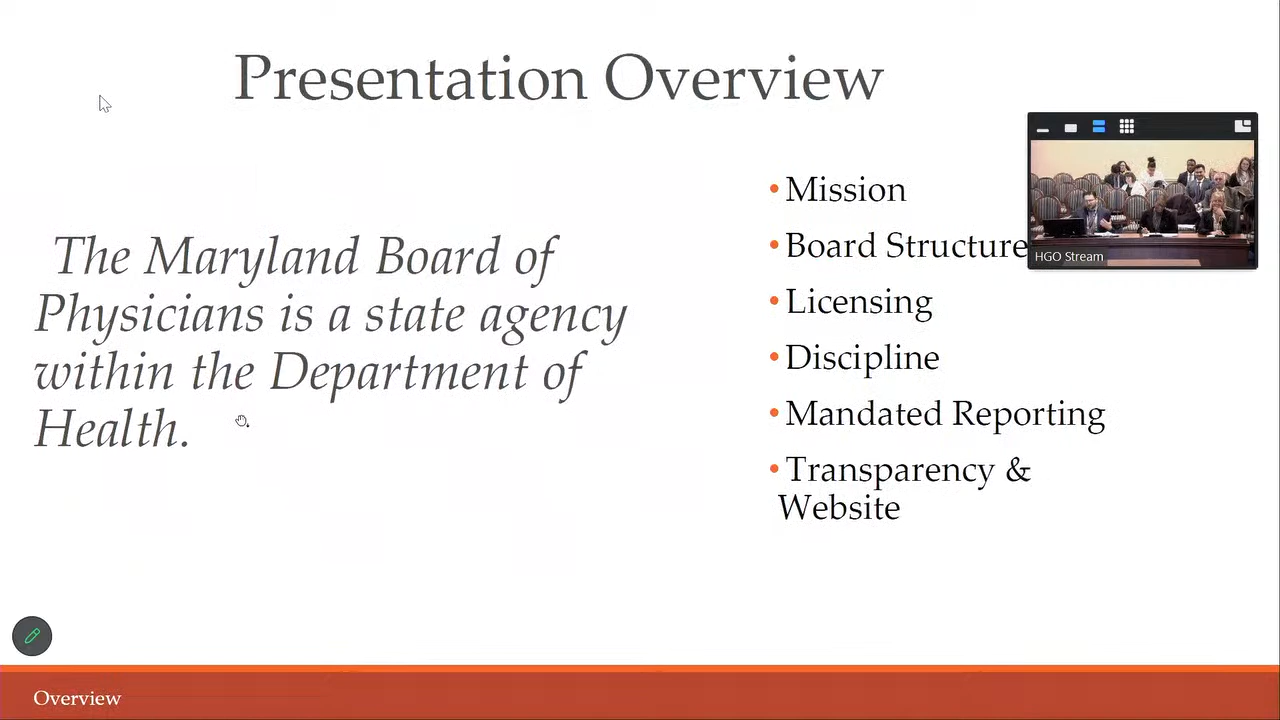 Presentation Overview
The Maryland Board of
Physicians is a state agency
within the Department of
Health.
• Mission
• Board Structure
• Licensing
• Discipline
• Mandated Reporting
• Transparency &
Website
HGO Stream
Overview